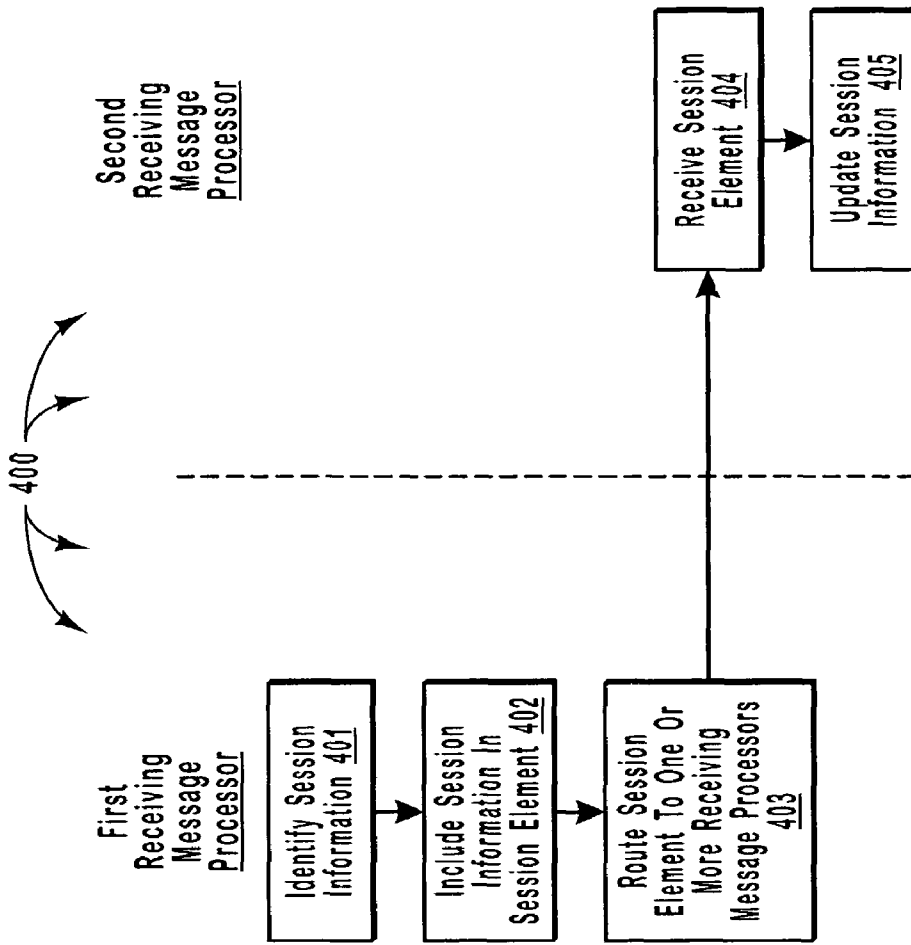 400
First
Receiving
Message
Processor
Second
Receiving
Message
Processor
Identify Session
Information 401
Include Session
Information In
Session Element 402
Route Session
Element To One Or
More Receiving
Message Processors
403
Receive Session
Element 404
Update Session
Information 405